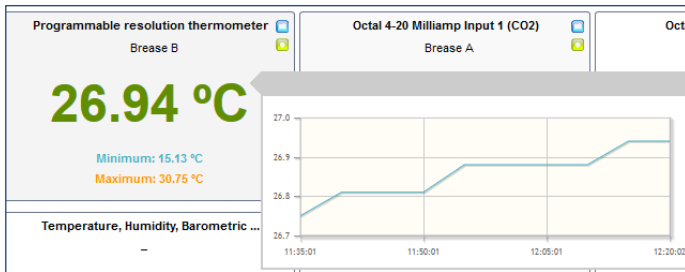 Programmable resolution thermometer
Brease B
26.94 ºC
Minimum: 15.13 ºC
Maximum: 30.75 ºC
Octal 4-20 Milliamp Input 1 (CO2)
Brease A
Oct
27.0
26.9
26.8
26.7
11:35:01
11:50:01
12:05:01
12:20:02
Temperature, Humidity, Barometric ...
–